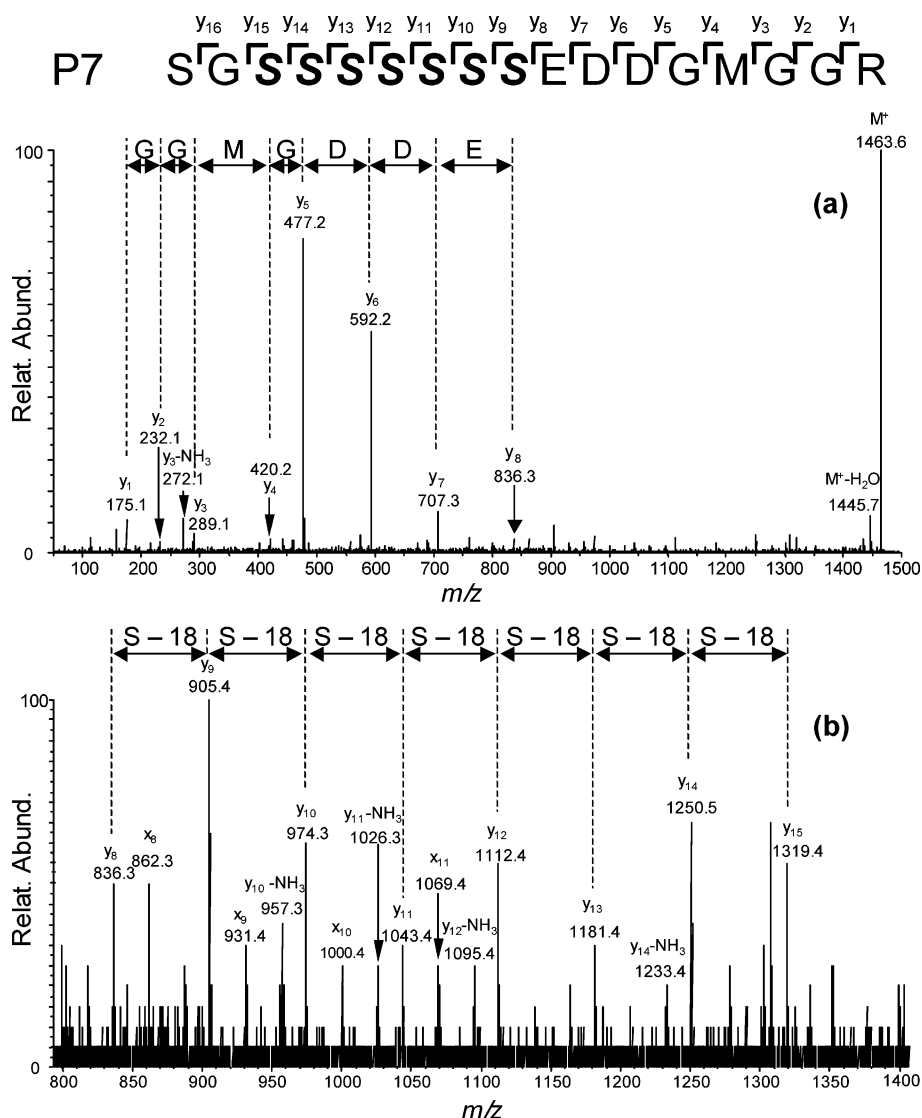 y16 y15 y14 y13 y12 y11 y10 y9 y8 y7 y6 y5 y4 y3 y2 y1
P7 SGSSSSSSSEDDGMGGR
M+
1463.6
(a)
G G M G D D E
100
y5
477.2
y6
592.2
y2
232.1
y3-NH3
272.1
y1
175.1
y3
289.1
420.2
y4
y7
707.3
y8
836.3
M+-H2O
1445.7
Relat. Abund.
0
100 200 300 400 500 600 700 800 900 1000 1100 1200 1300 1400 1500
m/z
S – 18 S – 18 S – 18 S – 18 S – 18 S – 18 S – 18
y9
905.4
100
(b)
y14
1250.5
y10
974.3
y11-NH3
1026.3
y12
1112.4
y15
1319.4
y8
836.3
x8
862.3
y10 -NH3
957.3
x9
931.4
x10
1000.4
y11
1043.4
x11
1069.4
y12-NH3
1095.4
y13
1181.4
y14-NH3
1233.4
Relat. Abund.
0
800 850 900 950 1000 1050 1100 1150 1200 1250 1300 1350 1400
m/z